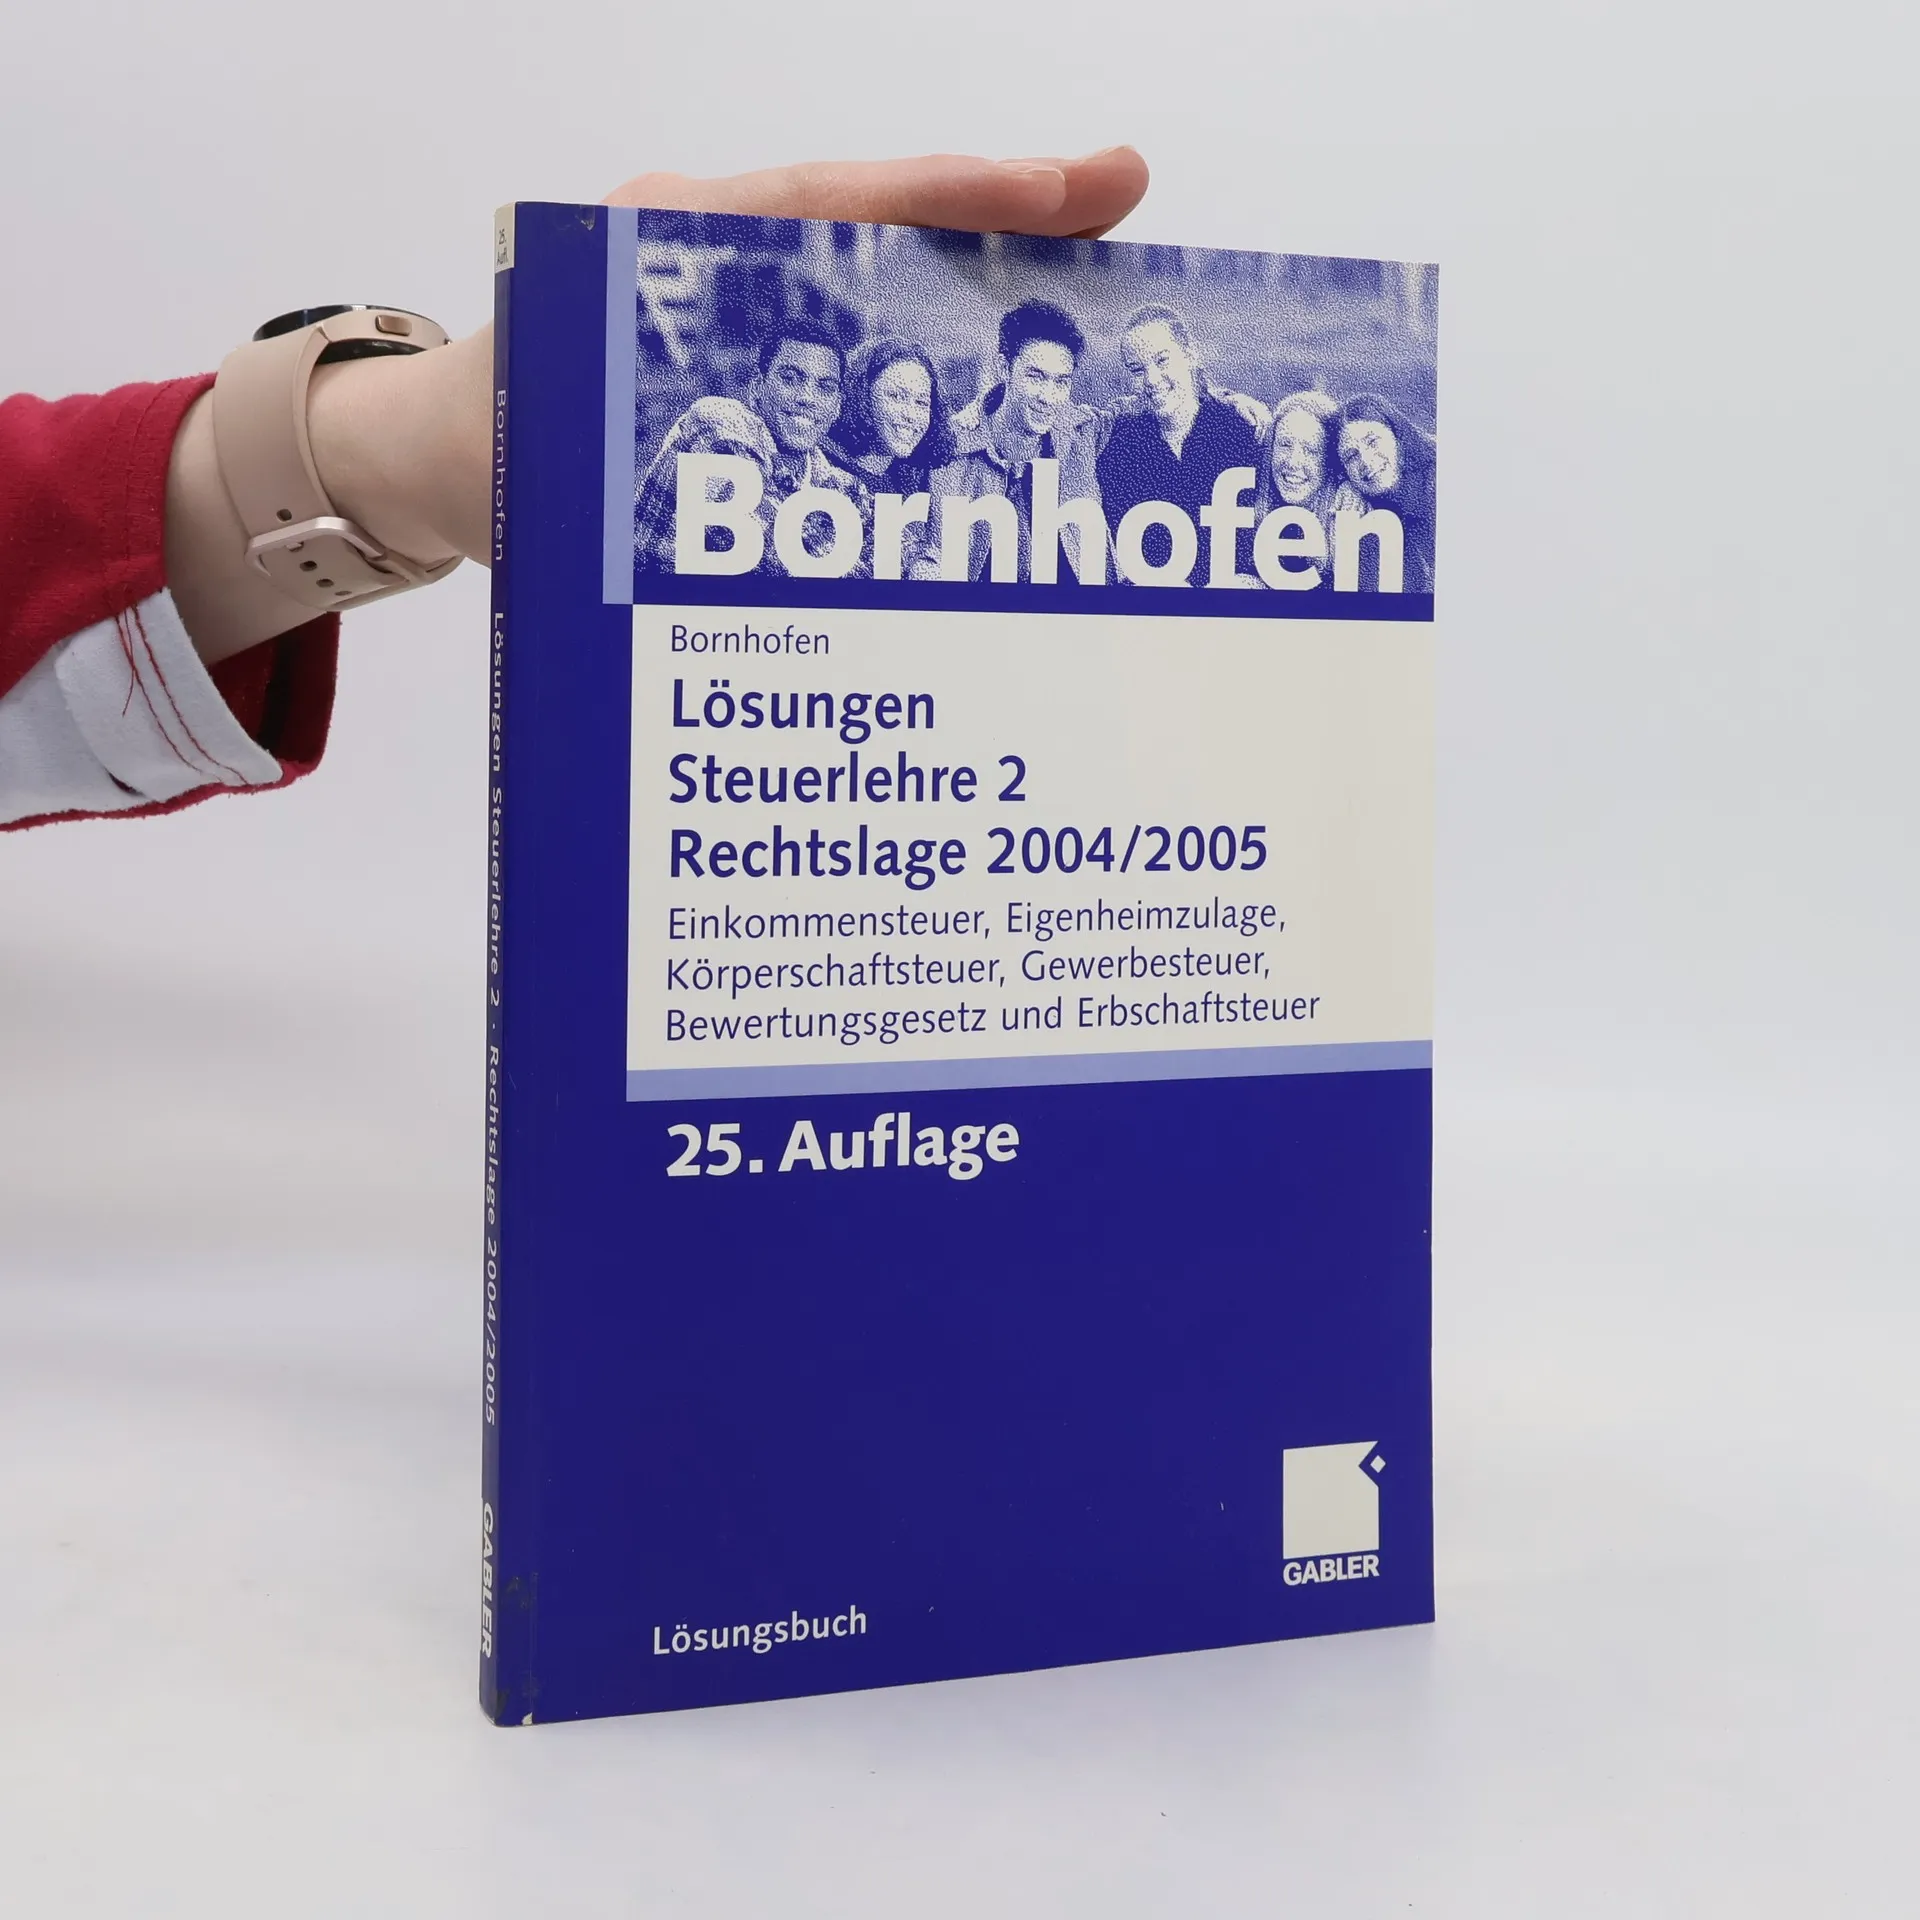 25.
Aufl.
Bornhofen Lösungen Steuerlehre 2 · Rechtslage 2004/2005 GABLER
Bornhofen
Bornhofen
Lösungen
Steuerlehre 2
Rechtslage 2004/2005
Einkommensteuer, Eigenheimzulage,
Körperschaftsteuer, Gewerbesteuer,
Bewertungsgesetz und Erbschaftsteuer
25. Auflage
GABLER
Lösungsbuch